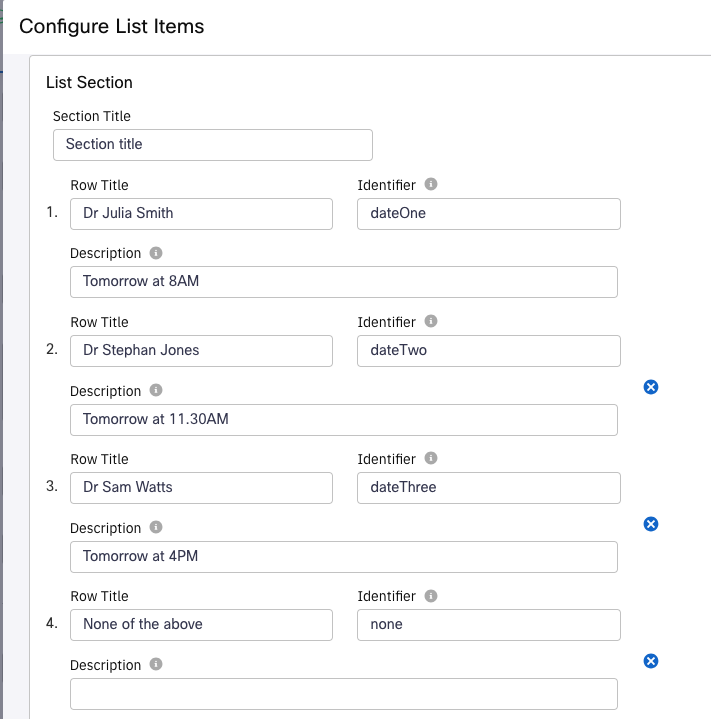 Configure List Items
List Section
Section Title
Section title
Row Title Identifier
1. Dr Julia Smith dateOne
Description
Tomorrow at 8AM
Row Title Identifier
2. Dr Stephan Jones dateTwo
Description
Tomorrow at 11.30AM
Row Title Identifier
3. Dr Sam Watts dateThree
Description
Tomorrow at 4PM
Row Title Identifier
4. None of the above none
Description